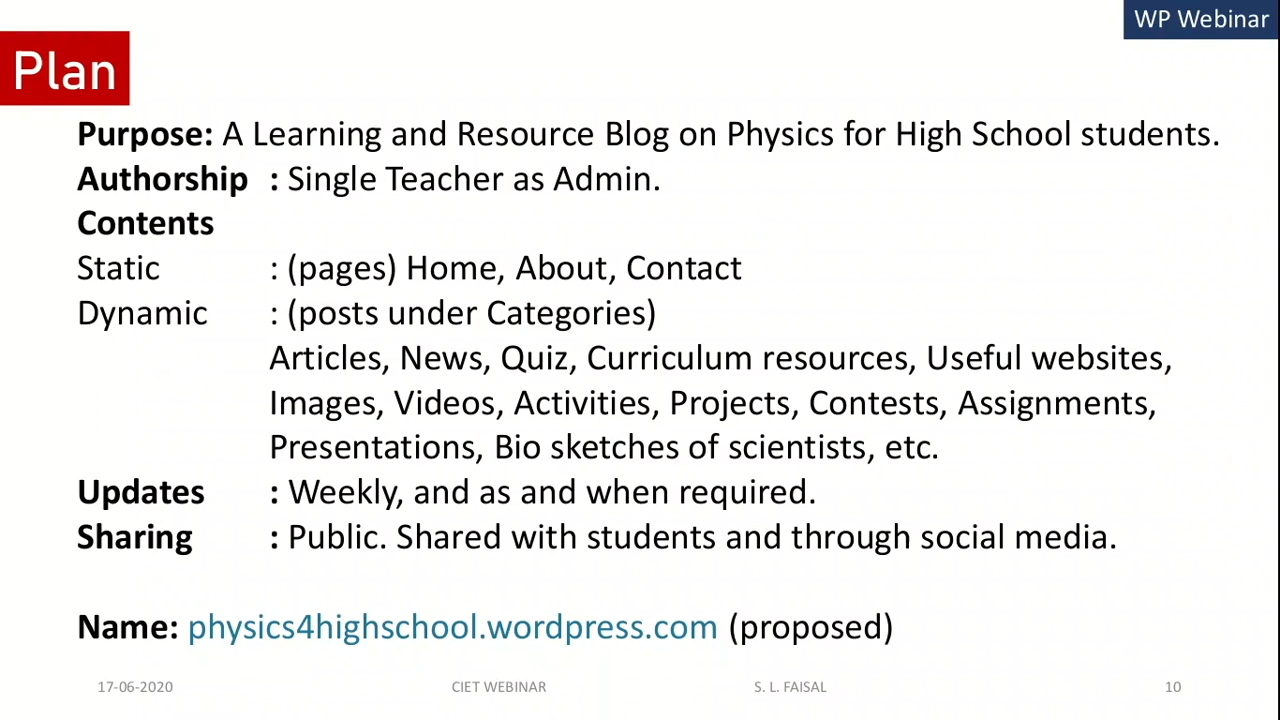 WP Webinar
Plan
Purpose: A Learning and Resource Blog on Physics for High School students.
Authorship : Single Teacher as Admin.
Contents
Static : (pages) Home, About, Contact
Dynamic : (posts under Categories)
Articles, News, Quiz, Curriculum resources, Useful websites,
Images, Videos, Activities, Projects, Contests, Assignments,
Presentations, Bio sketches of scientists, etc.
Updates : Weekly, and as and when required.
Sharing : Public. Shared with students and through social media.
Name: physics4highschool.wordpress.com (proposed)
17-06-2020 CIET WEBINAR S. L. FAISAL 10